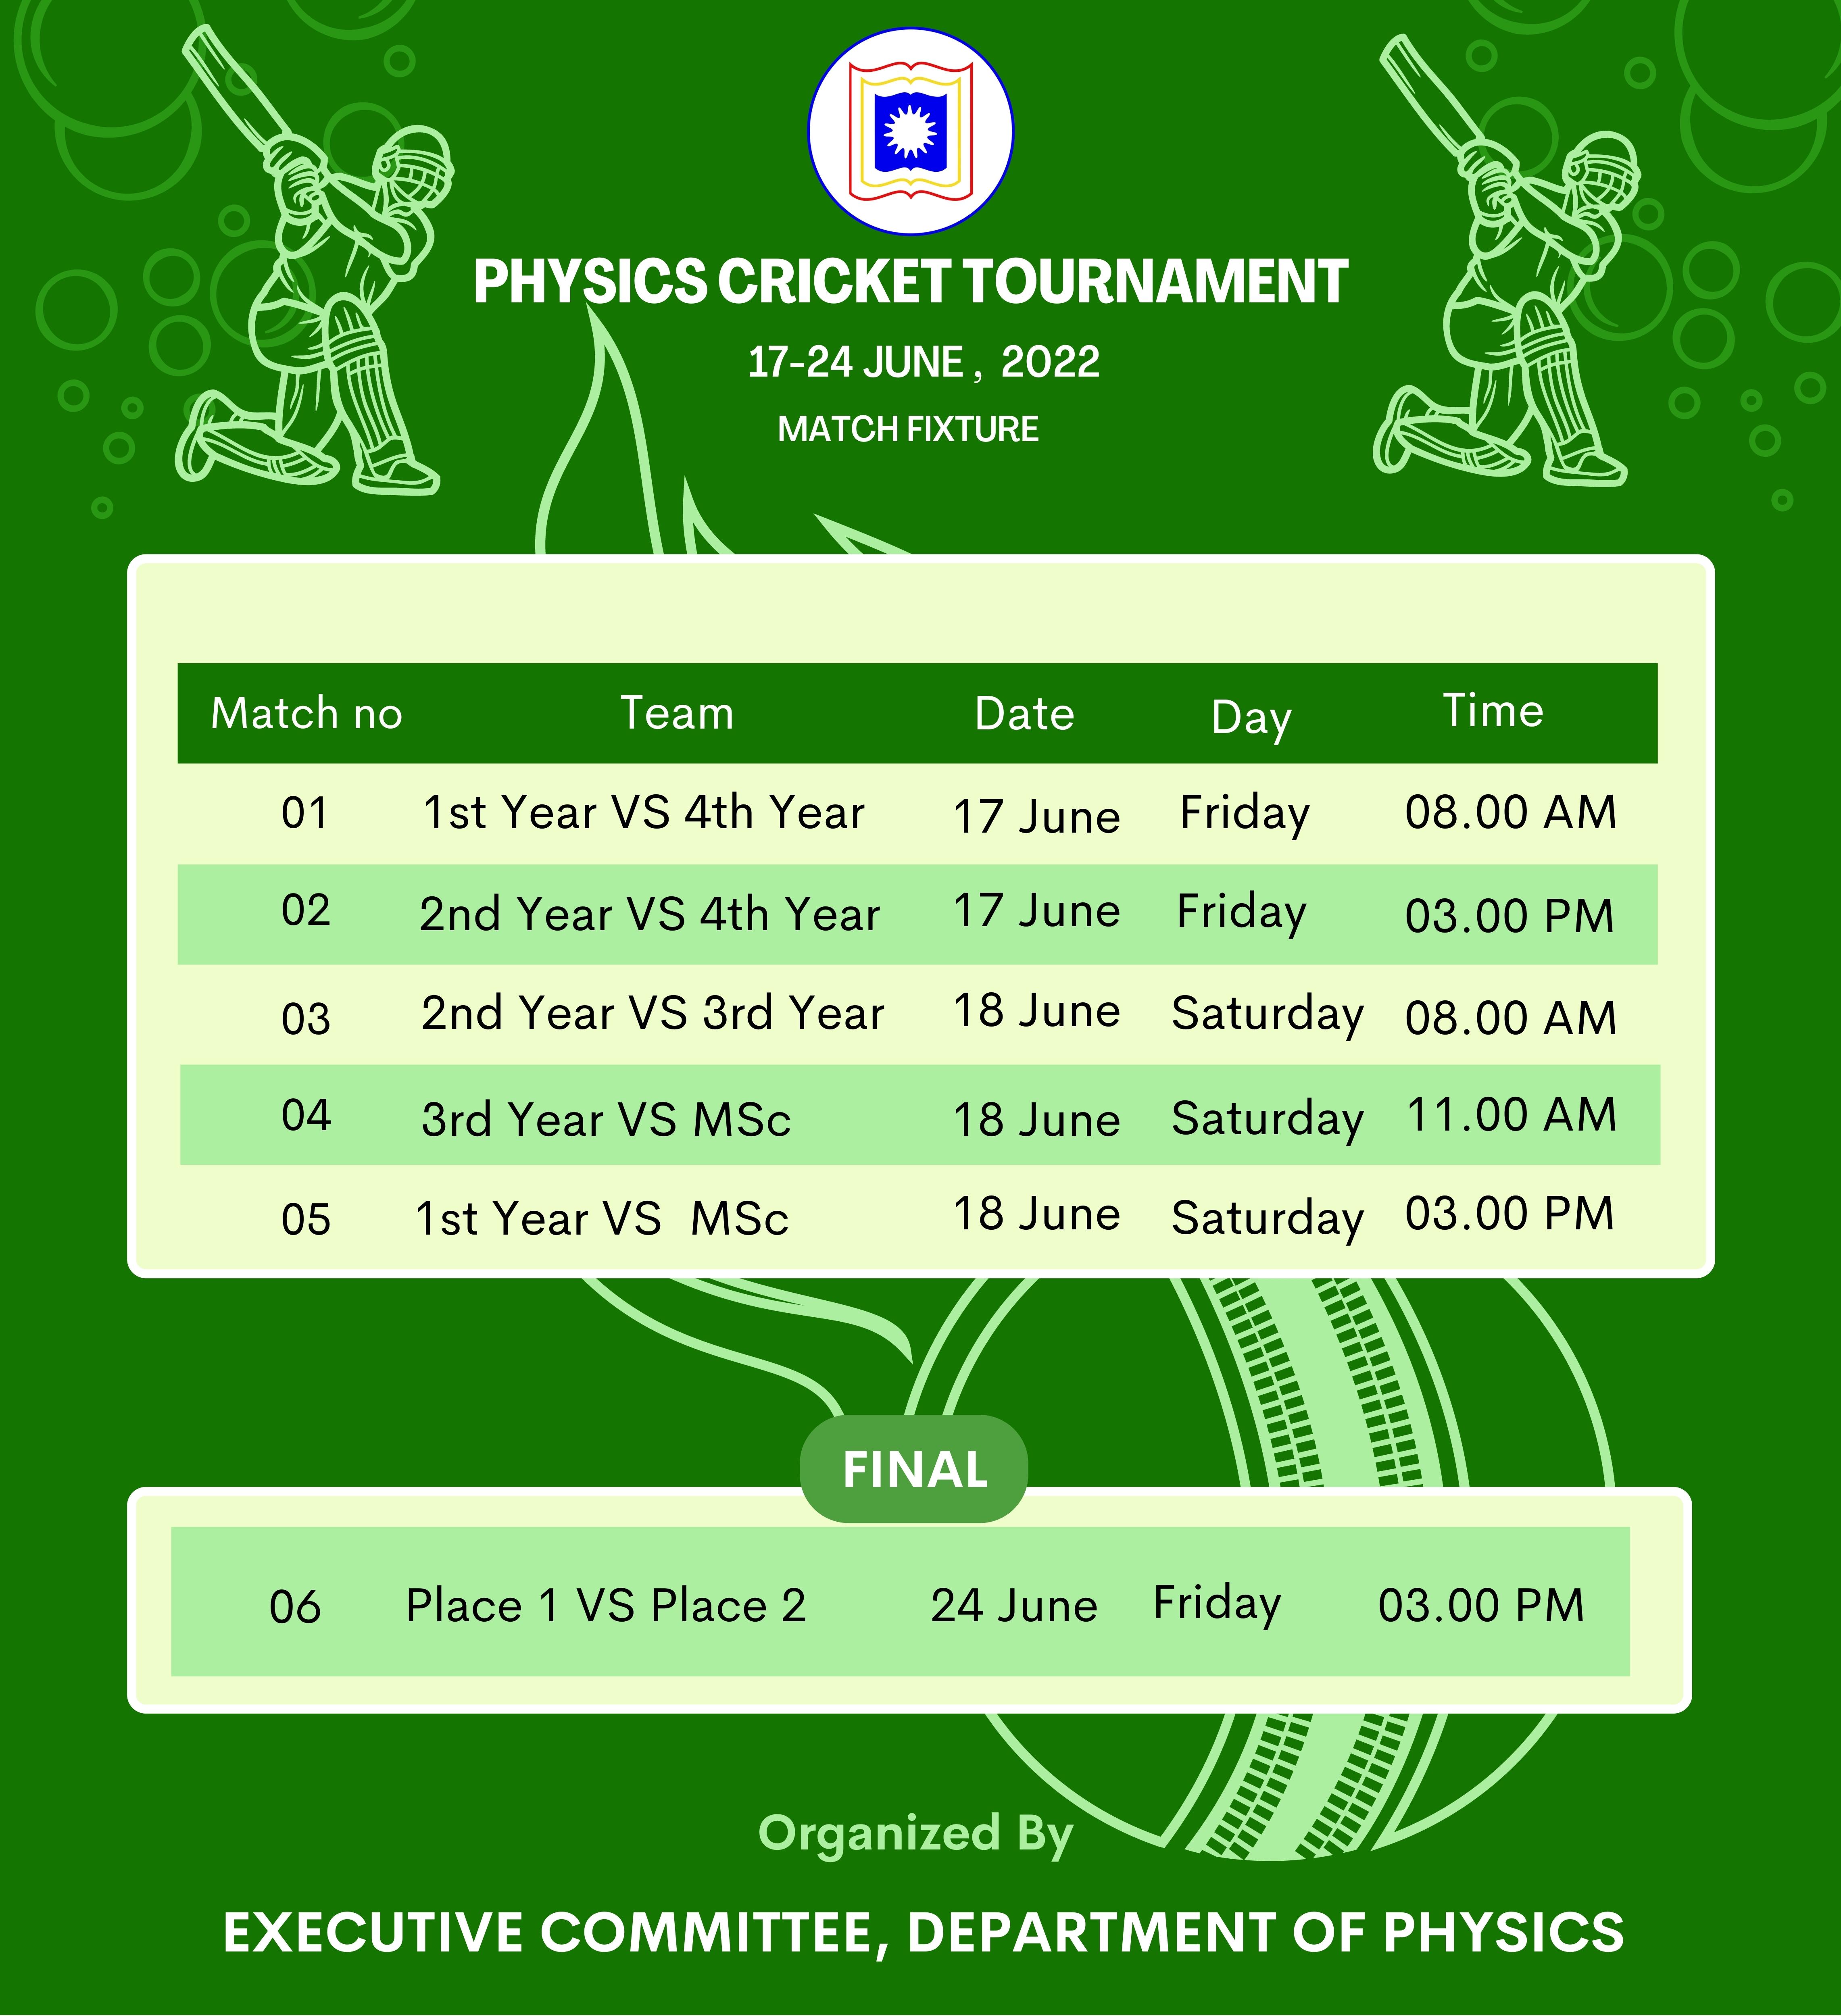 PHYSICS CRICKET TOURNAMENT
17-24 JUNE , 2022
MATCH FIXTURE
Match no Team Date Day Time
01 1st Year VS 4th Year 17 June Friday 08.00 AM
02 2nd Year VS 4th Year 17 June Friday 03.00 PM
03 2nd Year VS 3rd Year 18 June Saturday 08.00 AM
04 3rd Year VS MSc 18 June Saturday 11.00 AM
05 1st Year VS MSc 18 June Saturday 03.00 PM
FINAL
06 Place 1 VS Place 2 24 June Friday 03.00 PM
Organized By
EXECUTIVE COMMITTEE, DEPARTMENT OF PHYSICS